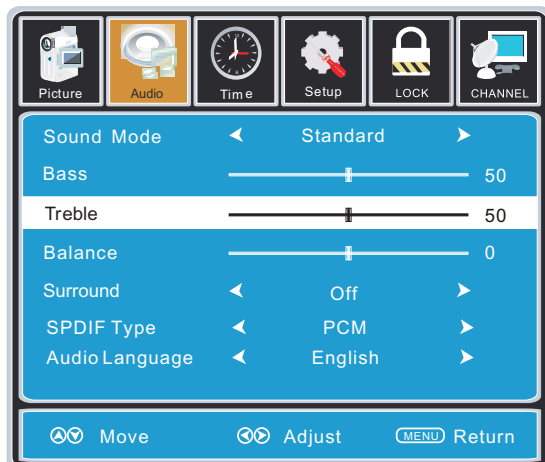 Picture Audio Time Setup LOCK CHANNEL
Sound Mode Standard
Bass 50
Treble 50
Balance 0
Surround Off
SPDIF Type PCM
Audio Language English
Move Adjust MENU Return